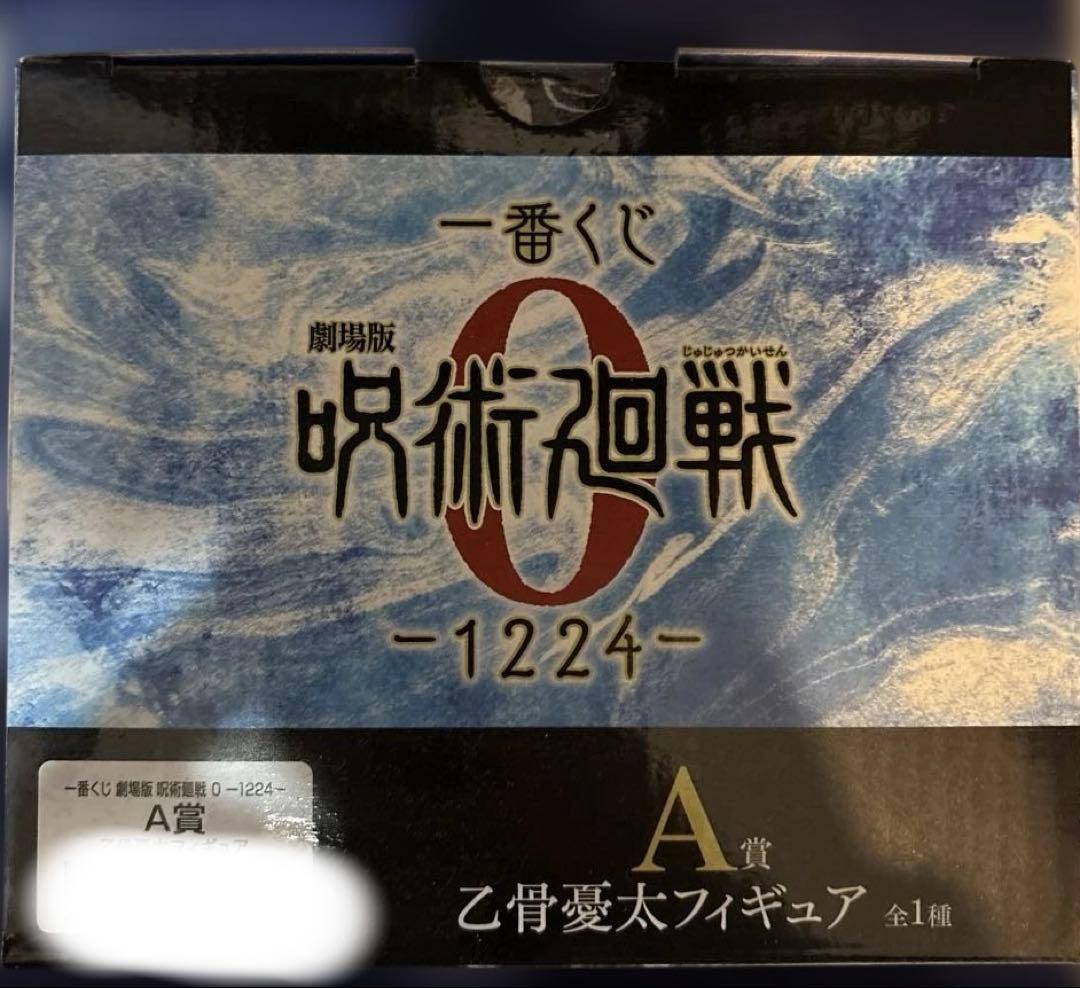 一番くじ
劇場版
じゅじゅつかいせん
呪術廻戦
0
－1224－
一番くじ 劇場版 呪術廻戦 0 －1224－
A賞
A賞
乙骨憂太フィギュア 全1種